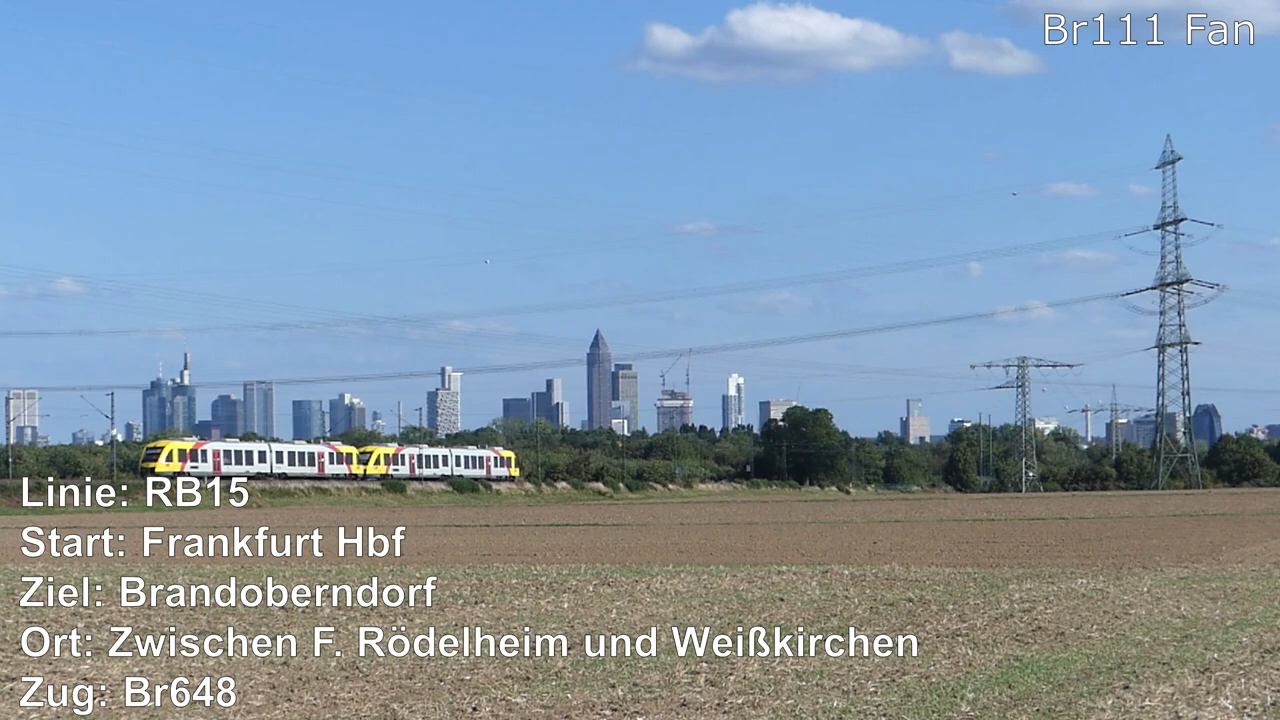 Br111 Fan
Linie: RB15
Start: Frankfurt Hbf
Ziel: Brandoberndorf
Ort: Zwischen F. Rödelheim und Weißkirchen
Zug: Br648